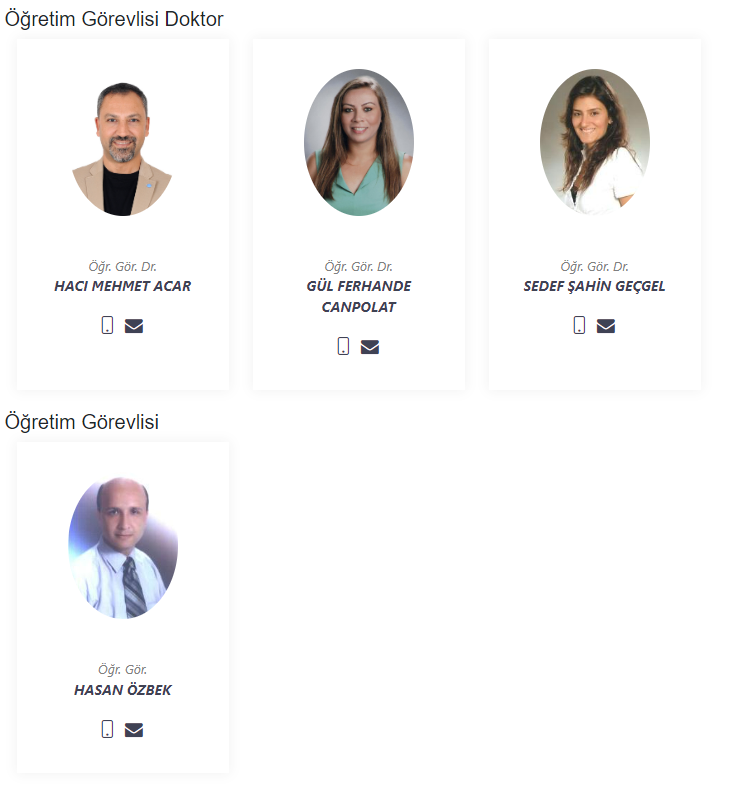 Öğretim Görevlisi Doktor
Öğr. Gör. Dr.
HACI MEHMET ACAR
Öğr. Gör. Dr.
GÜL FERHANDE
CANPOLAT
Öğr. Gör. Dr.
SEDEF ŞAHİN GEÇGEL
Öğretim Görevlisi
Öğr. Gör.
HASAN ÖZBEK